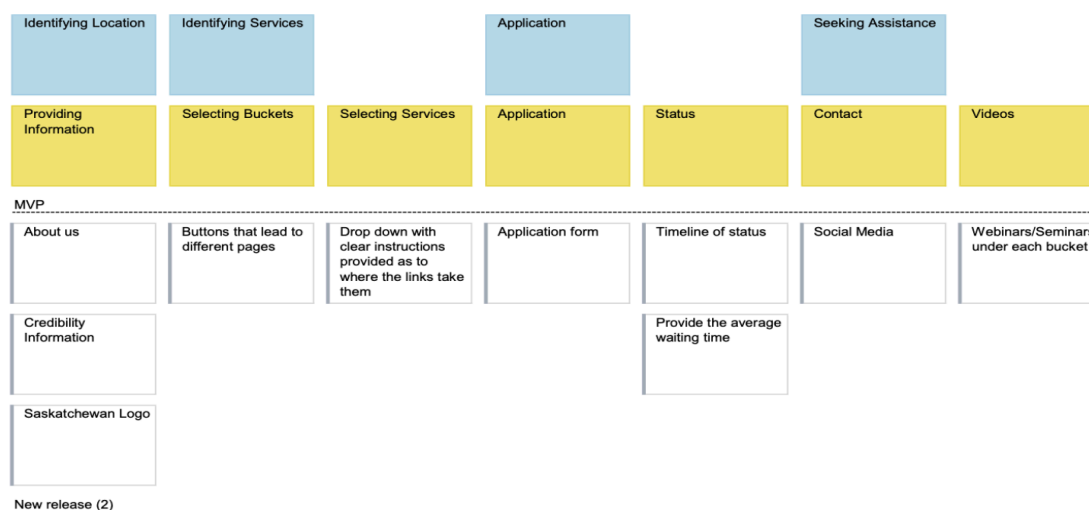 Identifying Location
Identifying Services
Application
Seeking Assistance
Providing
Information
Selecting Buckets
Selecting Services
Application
Status
Contact
Videos
MVP
About us
Buttons that lead to
different pages
Drop down with
clear instructions
provided as to
where the links take
them
Application form
Timeline of status
Social Media
Webinars/Seminars
under each bucket
Credibility
Information
Provide the average
waiting time
Saskatchewan Logo
New release (2)